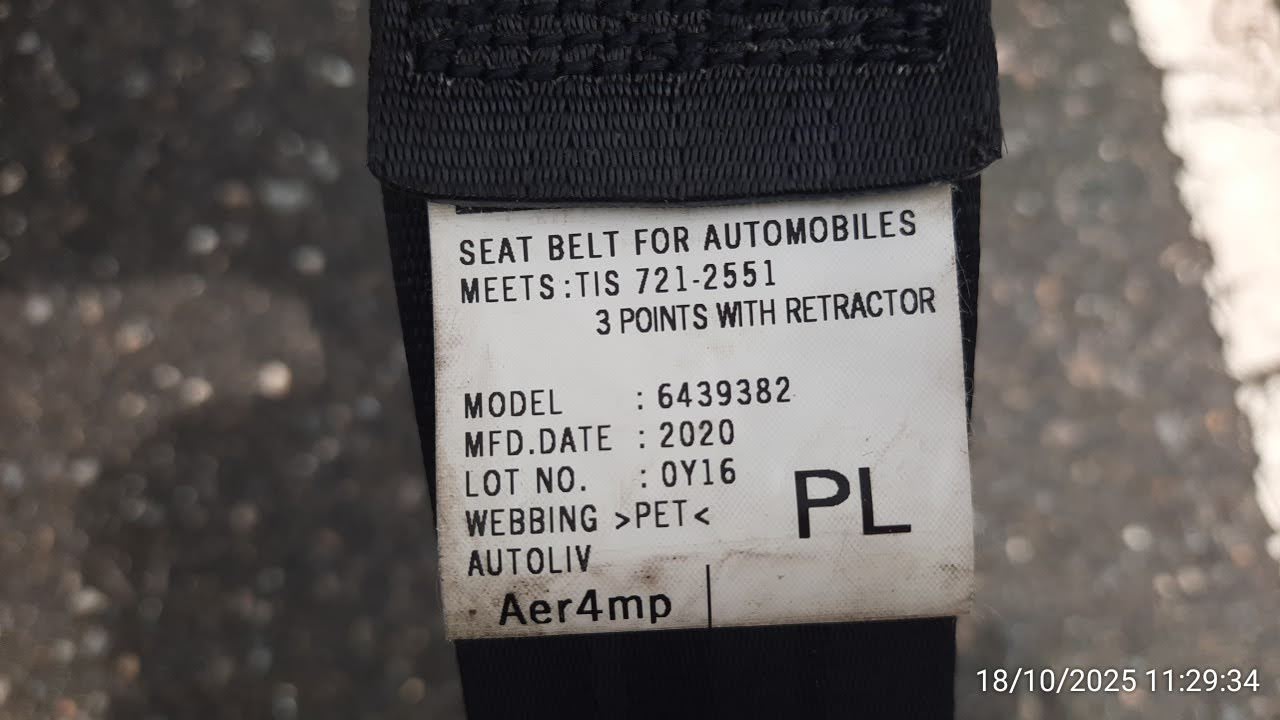 SEAT BELT FOR AUTOMOBILES
MEETS:TIS 721-2551
3 POINTS WITH RETRACTOR
MODEL : 6439382
MFD.DATE : 2020
LOT NO. : 0Y16
WEBBING >PET<
PL
AUTOLIV
Aer4mp
18/10/2025 11:29:34